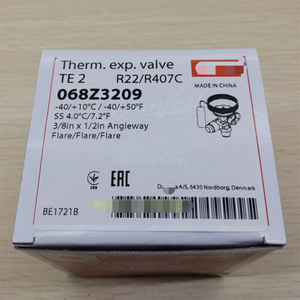 Therm. exp. valve
TE 2 R22/R407C
068Z3209
-40/+10°C / -40/+50°F
SS 4.0°C/7.2°F
3/8in x 1/2in Angleway
Flare/Flare/Flare
MADE IN CHINA
EAC
A/S, 6430 Nordborg, Denmark
BE1721B